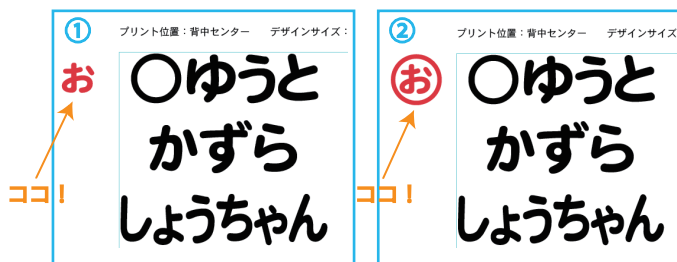 ①
プリント位置：背中センター デザインサイズ：
お
○ゆうと
かずら
しょうちゃん
ココ！
②
プリント位置：背中センター デザインサイズ
お
○ゆうと
かずら
しょうちゃん
ココ！